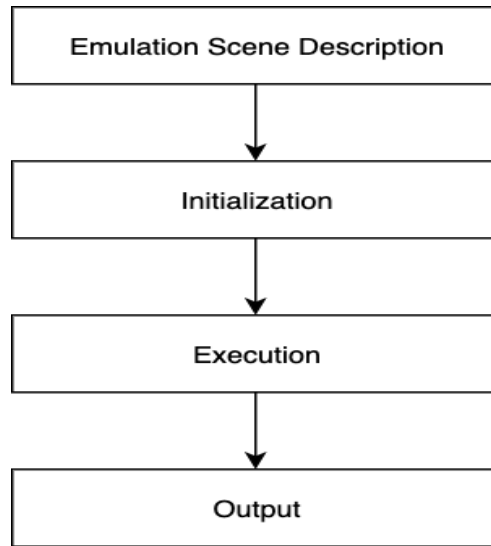 Emulation Scene Description
Initialization
Execution
Output